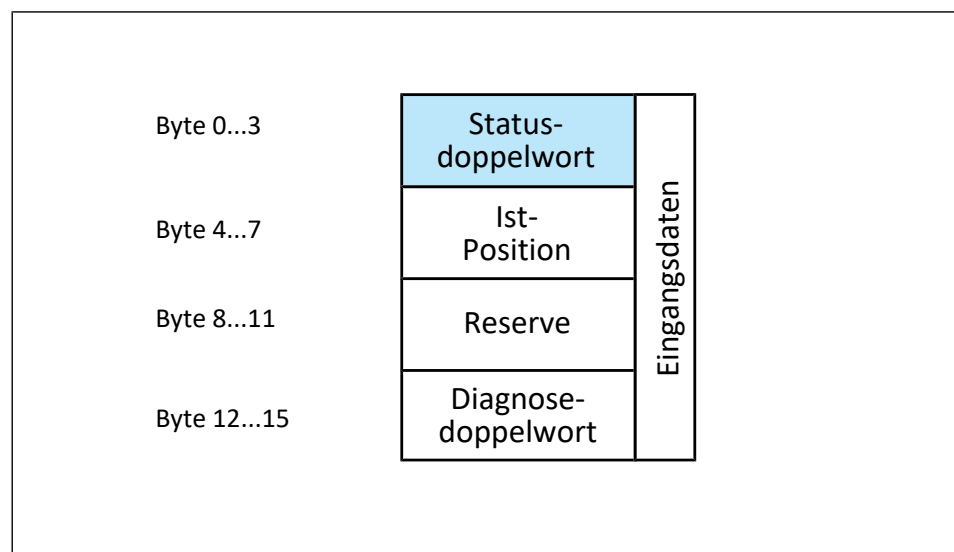 Byte 0...3
Status-
doppelwort
Byte 4...7
Ist-
Position
Byte 8...11
Reserve
Byte 12...15
Diagnose-
doppelwort
Eingangsdaten